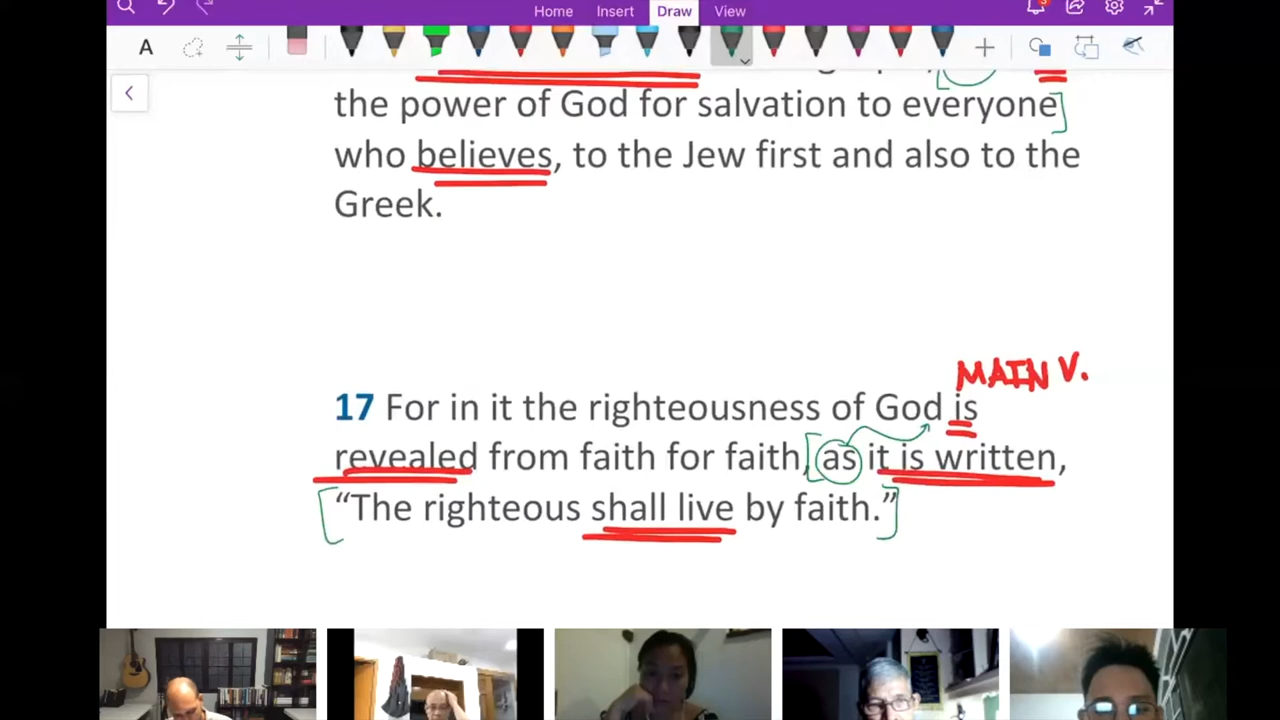 Home Insert Draw View
A
the power of God for salvation to everyone
who believes, to the Jew first and also to the
Greek.
MAIN V.
17 For in it the righteousness of God is
revealed from faith for faith, as it is written,
“The righteous shall live by faith.”